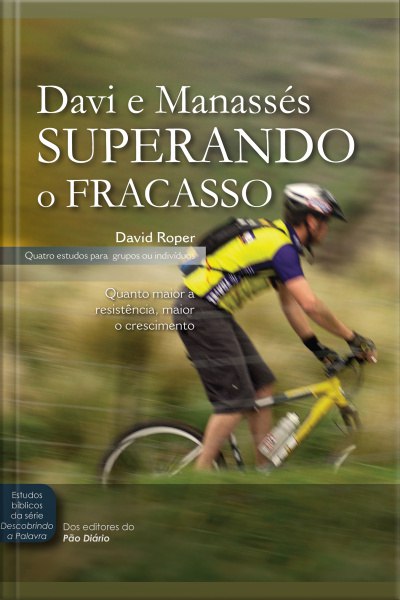 Davi e Manassés
SUPERANDO
o FRACASSO
David Roper
Quatro estudos para grupos ou indivíduos
Quanto maior a
resistência, maior
o crescimento
Estudos
bíblicos
da série
Descobrindo
a Palavra
Dos editores do
Pão Diário